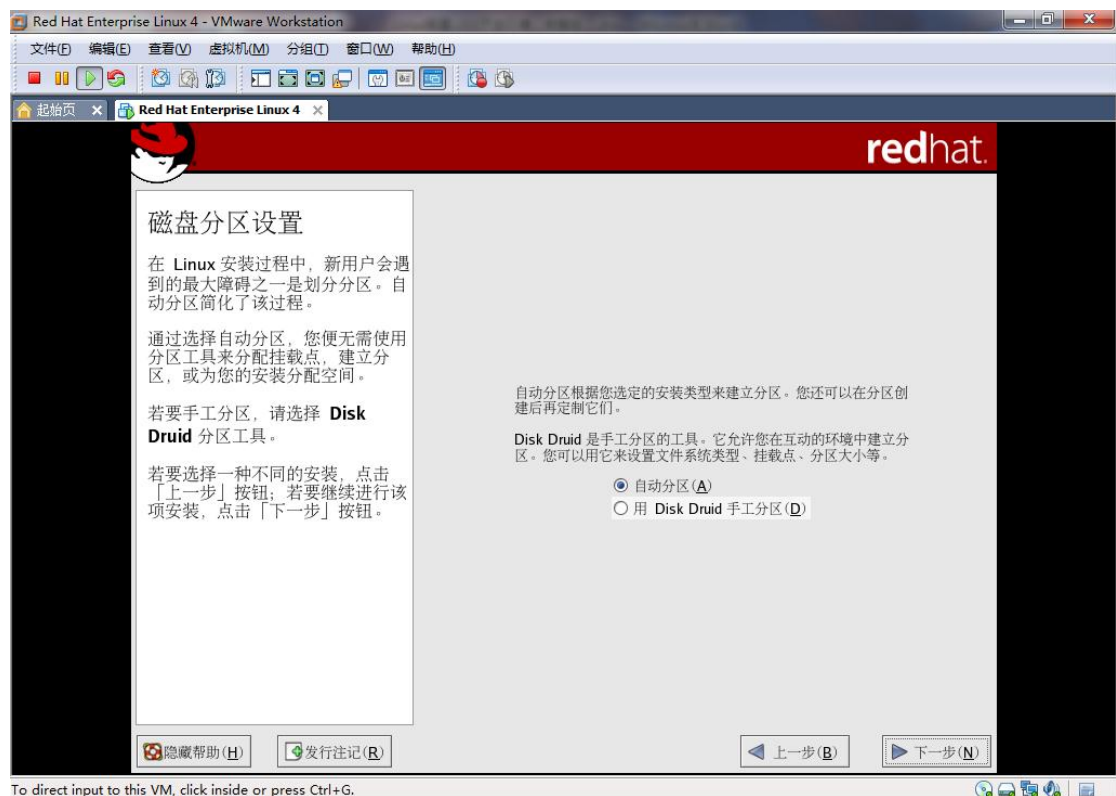 Red Hat Enterprise Linux 4 - VMware Workstation
文件(F) 编辑(E) 查看(V) 虚拟机(M) 分组(T) 窗口(W) 帮助(H)
起始页 Red Hat Enterprise Linux 4
redhat.
磁盘分区设置
在 Linux 安装过程中，新用户会遇
到的最大障碍之一是划分分区。自
动分区简化了该过程。
通过选择自动分区，您便无需使用
分区工具来分配挂载点，建立分
区，或为您的安装分配空间。
若要手工分区，请选择 Disk
Druid 分区工具。
若要选择一种不同的安装，点击
「上一步」按钮；若要继续进行该
项安装，点击「下一步」按钮。
自动分区根据您选定的安装类型来建立分区。您还可以在分区创
建后再定制它们。
Disk Druid 是手工分区的工具。它允许您在互动的环境中建立分
区。您可以用它来设置文件系统类型、挂载点、分区大小等。
自动分区(A)
用 Disk Druid 手工分区(D)
隐藏帮助(H) 发行注记(R) 上一步(B) 下一步(N)
To direct input to this VM, click inside or press Ctrl+G.